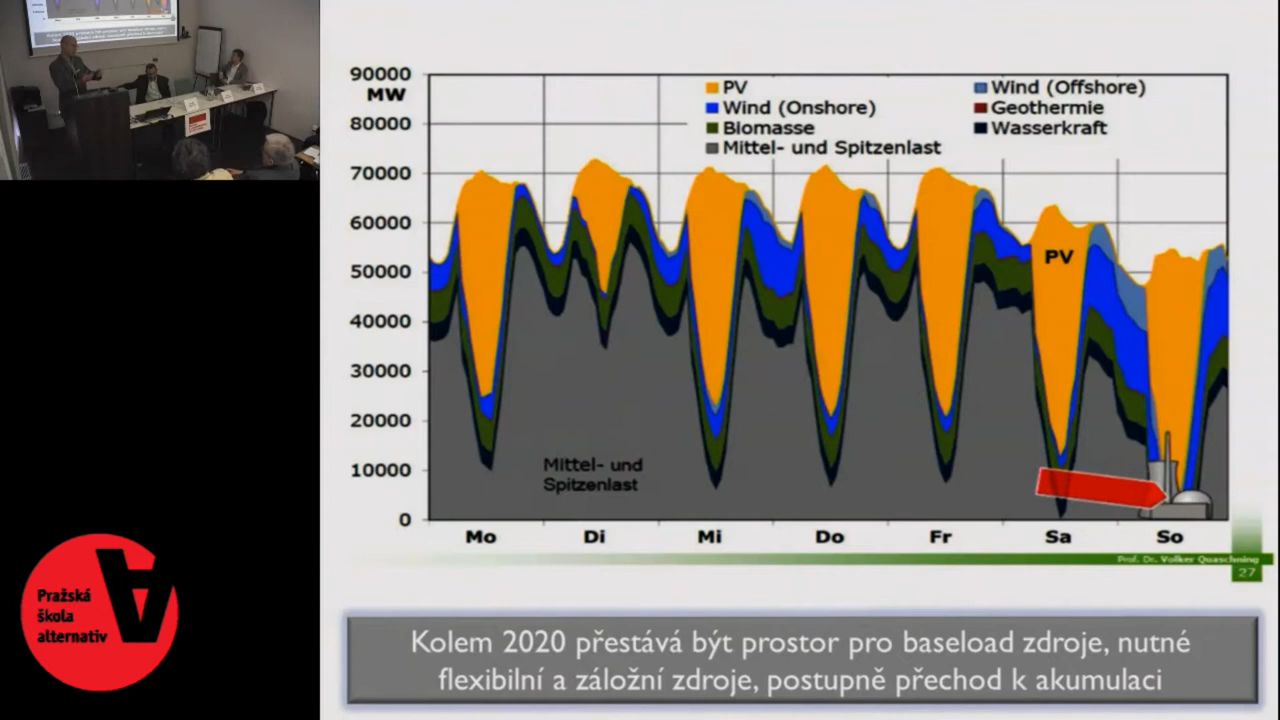 90000
MW
80000
70000
60000
50000
40000
30000
20000
10000
0
PV
Wind (Offshore)
Wind (Onshore)
Geothermie
Biomasse
Wasserkraft
Mittel- und Spitzenlast
PV
Mittel- und
Spitzenlast
Mo Di Mi Do Fr Sa So
Prof. Dr. Volker Quaschning
27
Pražská
škola
alternativ
Kolem 2020 přestává být prostor pro baseload zdroje, nutné
flexibilní a záložní zdroje, postupně přechod k akumulaci